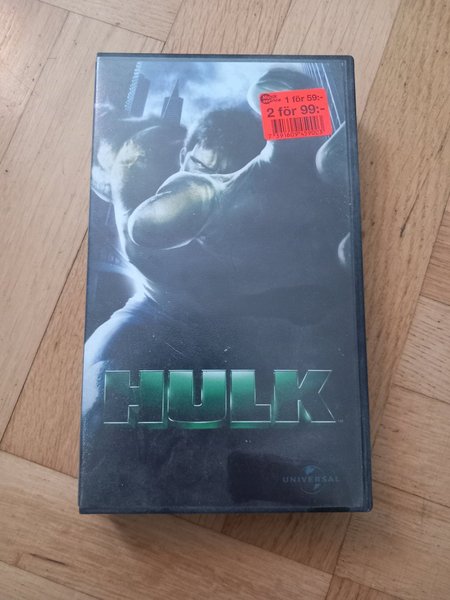 1 för 59:-
2 för 99:-
HULK
UNIVERSAL